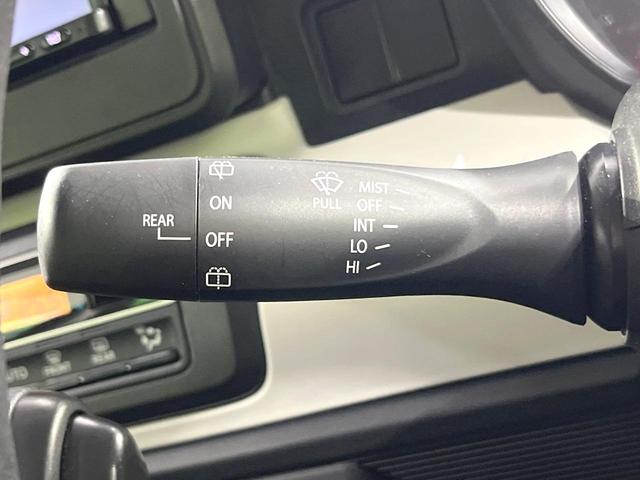 REAR
ON
OFF
PULL
MIST
OFF
INT
LO
HI